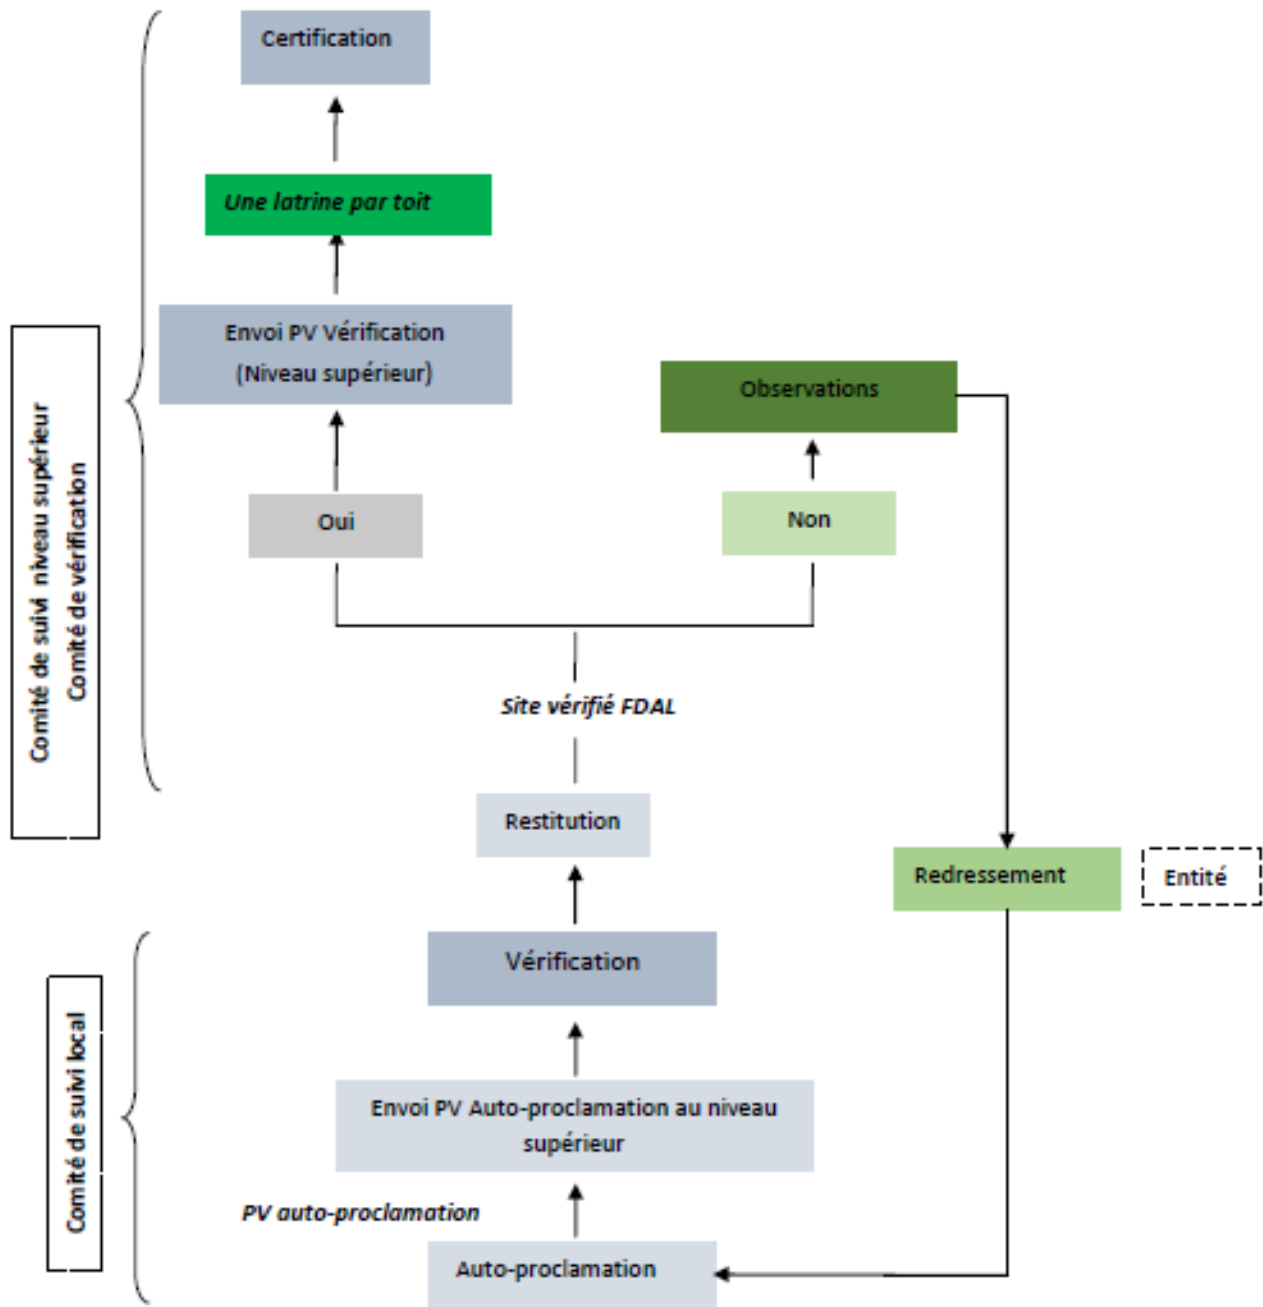 Certification
Une latrine par toit
Envoi PV Vérification
(Niveau supérieur)
Observations
Oui
Non
Comité de suivi niveau supérieur
Comité de vérification
Site vérifié FDAL
Restitution
Redressement
Entité
Vérification
Comité de suivi local
Envoi PV Auto-proclamation au niveau
supérieur
PV auto-proclamation
Auto-proclamation